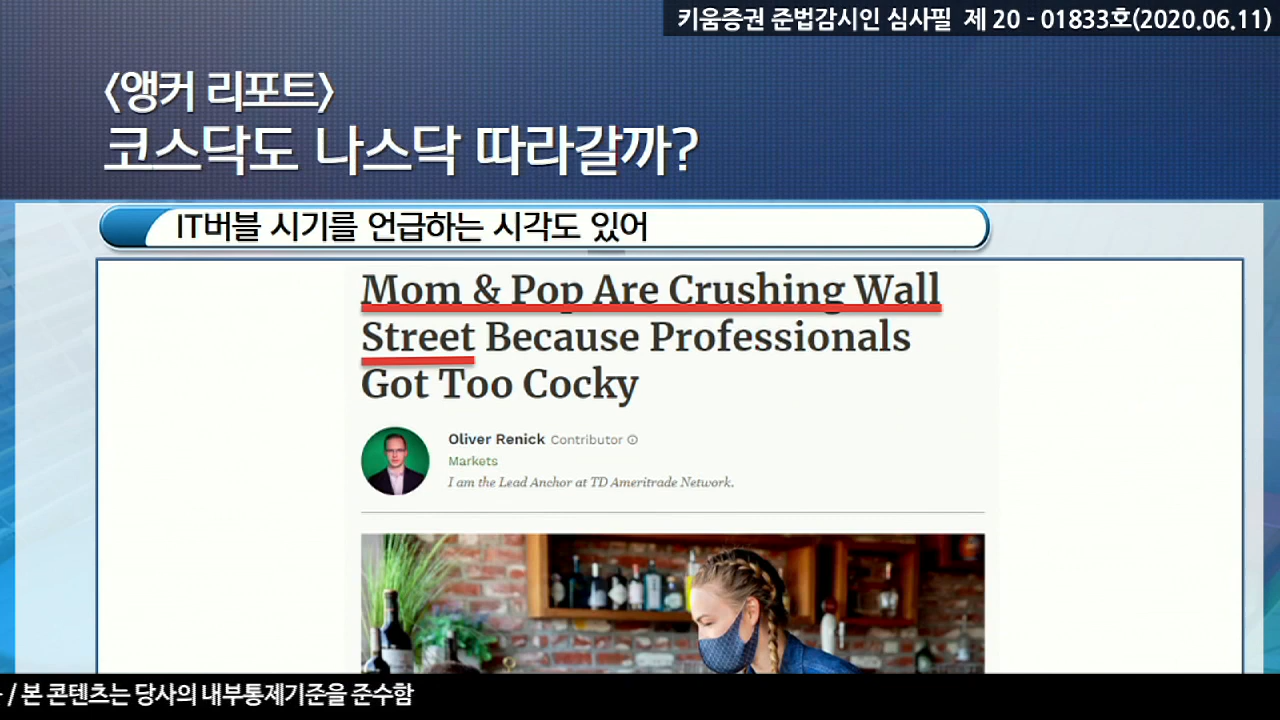 키움증권 준법감시인 심사필 제 20 - 01833호(2020.06.11)
<앵커 리포트>
코스닥도 나스닥 따라갈까?
IT버블 시기를 언급하는 시각도 있어
Mom & Pop Are Crushing Wall
Street Because Professionals
Got Too Cocky
Oliver Renick Contributor
Markets
I am the Lead Anchor at TD Ameritrade Network.
/ 본 콘텐츠는 당사의 내부통제기준을 준수함